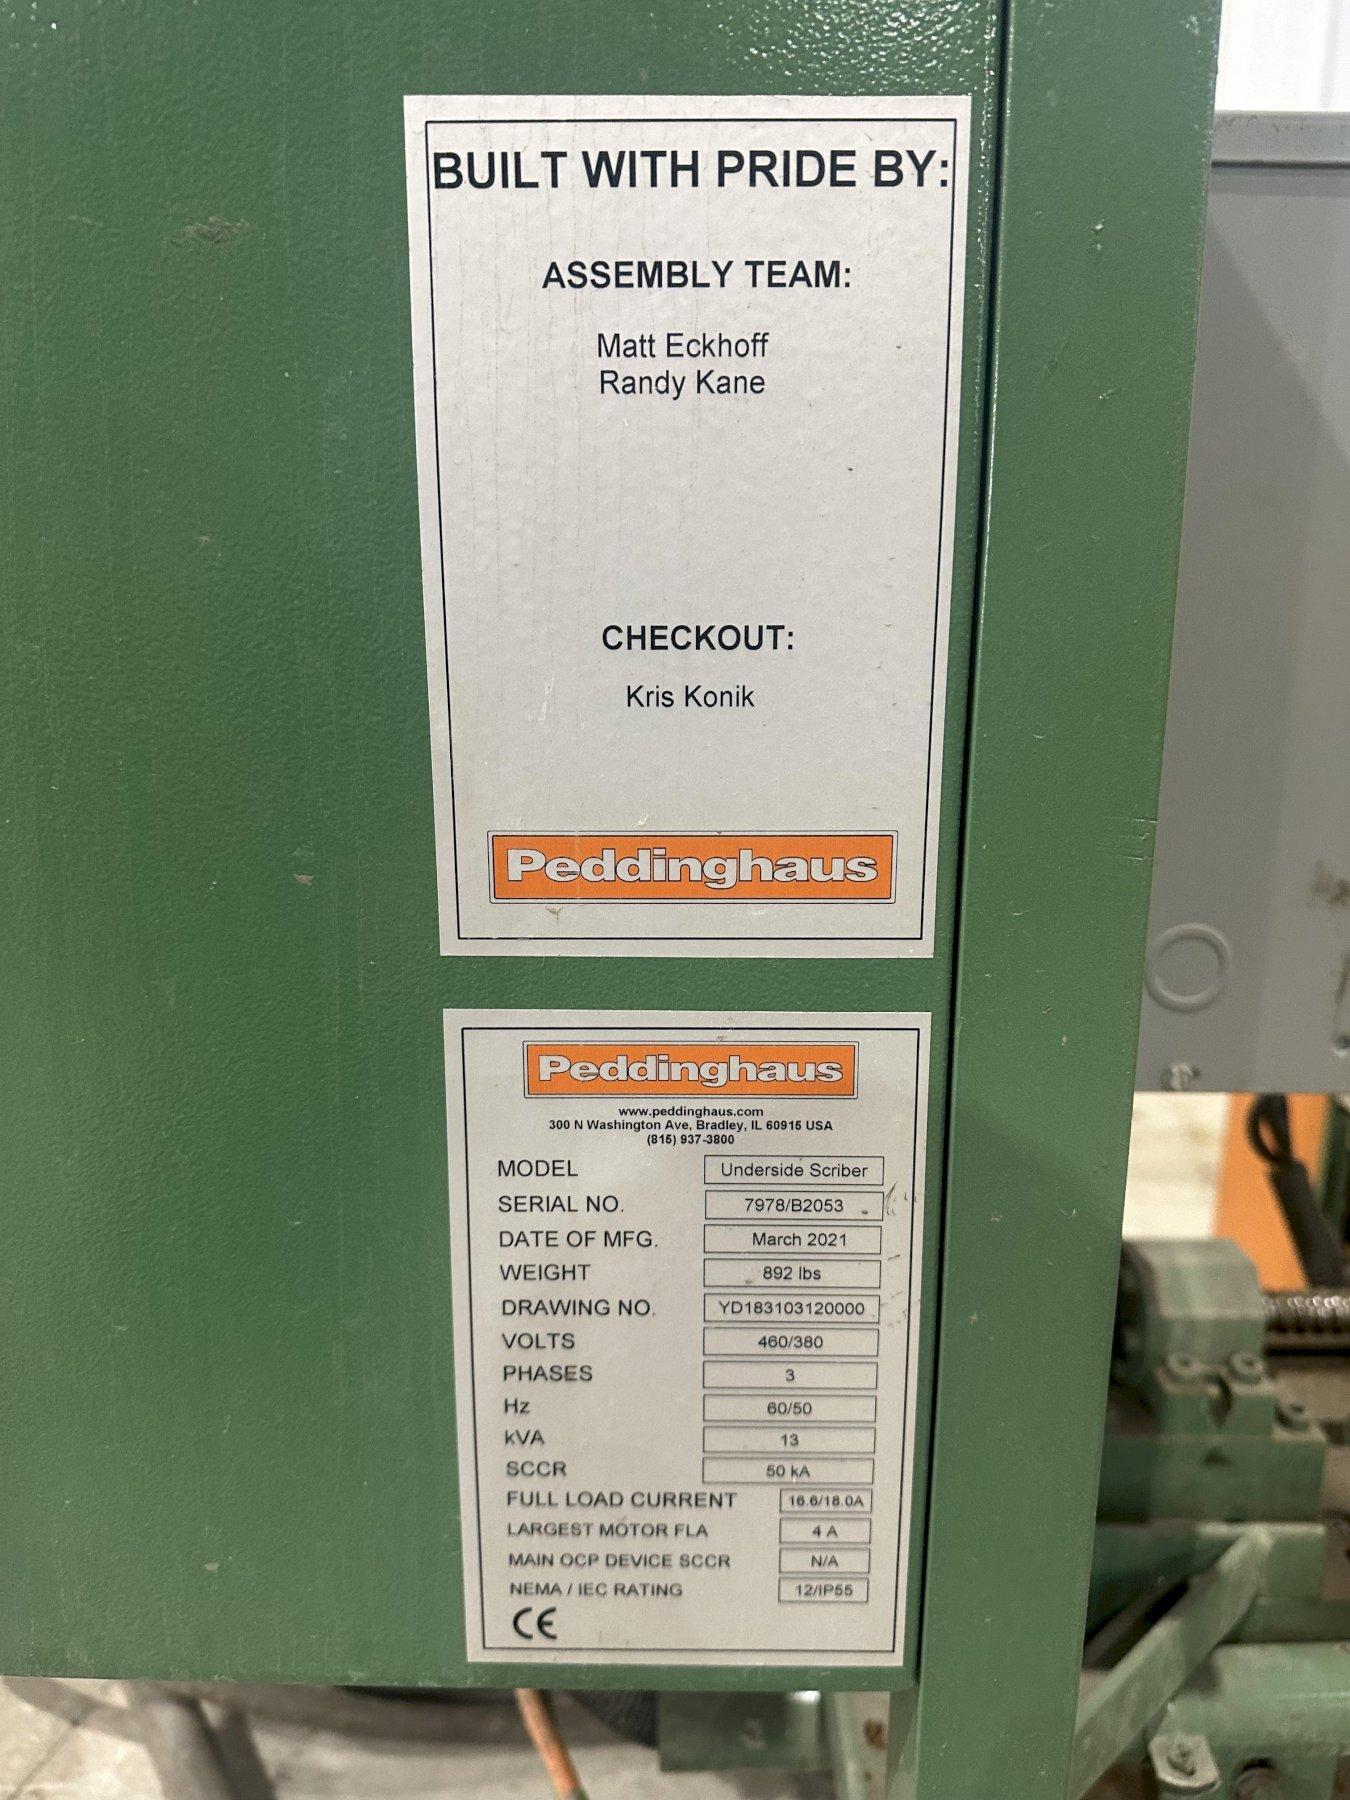 BUILT WITH PRIDE BY:
ASSEMBLY TEAM:
Matt Eckhoff
Randy Kane
CHECKOUT:
Kris Konik
Peddinghaus
Peddinghaus
www.peddinghaus.com
300 N Washington Ave, Bradley, IL 60915 USA
(815) 937-3800
MODEL Underside Scriber
SERIAL NO. 7978/B2053
DATE OF MFG. March 2021
WEIGHT 892 lbs
DRAWING NO. YD183103120000
VOLTS 460/380
PHASES 3
Hz 60/50
kVA 13
SCCR 50 kA
FULL LOAD CURRENT 16.6/18.0A
LARGEST MOTOR FLA 4 A
MAIN OCP DEVICE SCCR N/A
NEMA / IEC RATING 12/IP55
CE